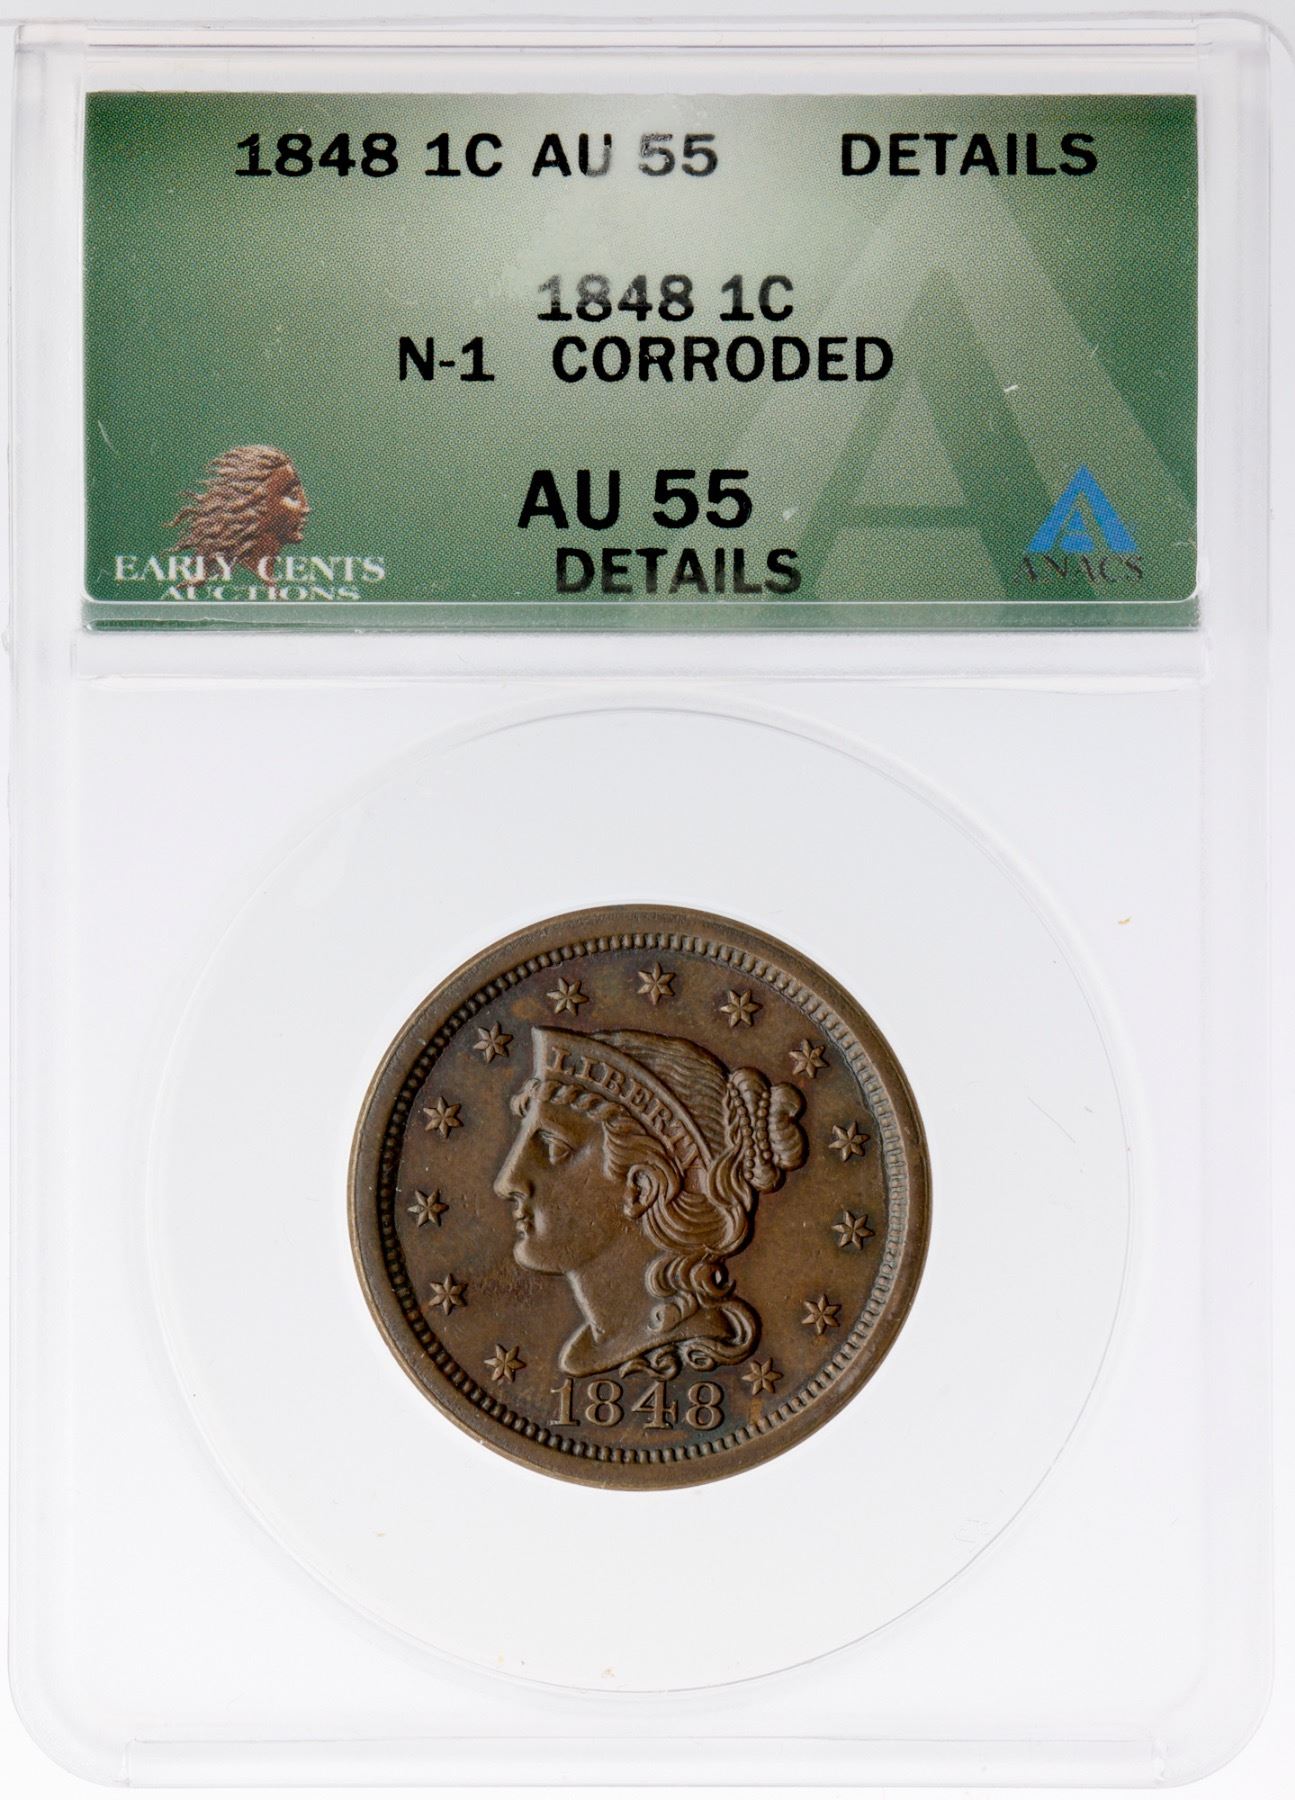 1848 1C AU 55 DETAILS
1848 1C
N-1 CORRODED
AU 55
DETAILS
EARLY CENTS
AUCTIONS
ANACS
LIBERTY
1848